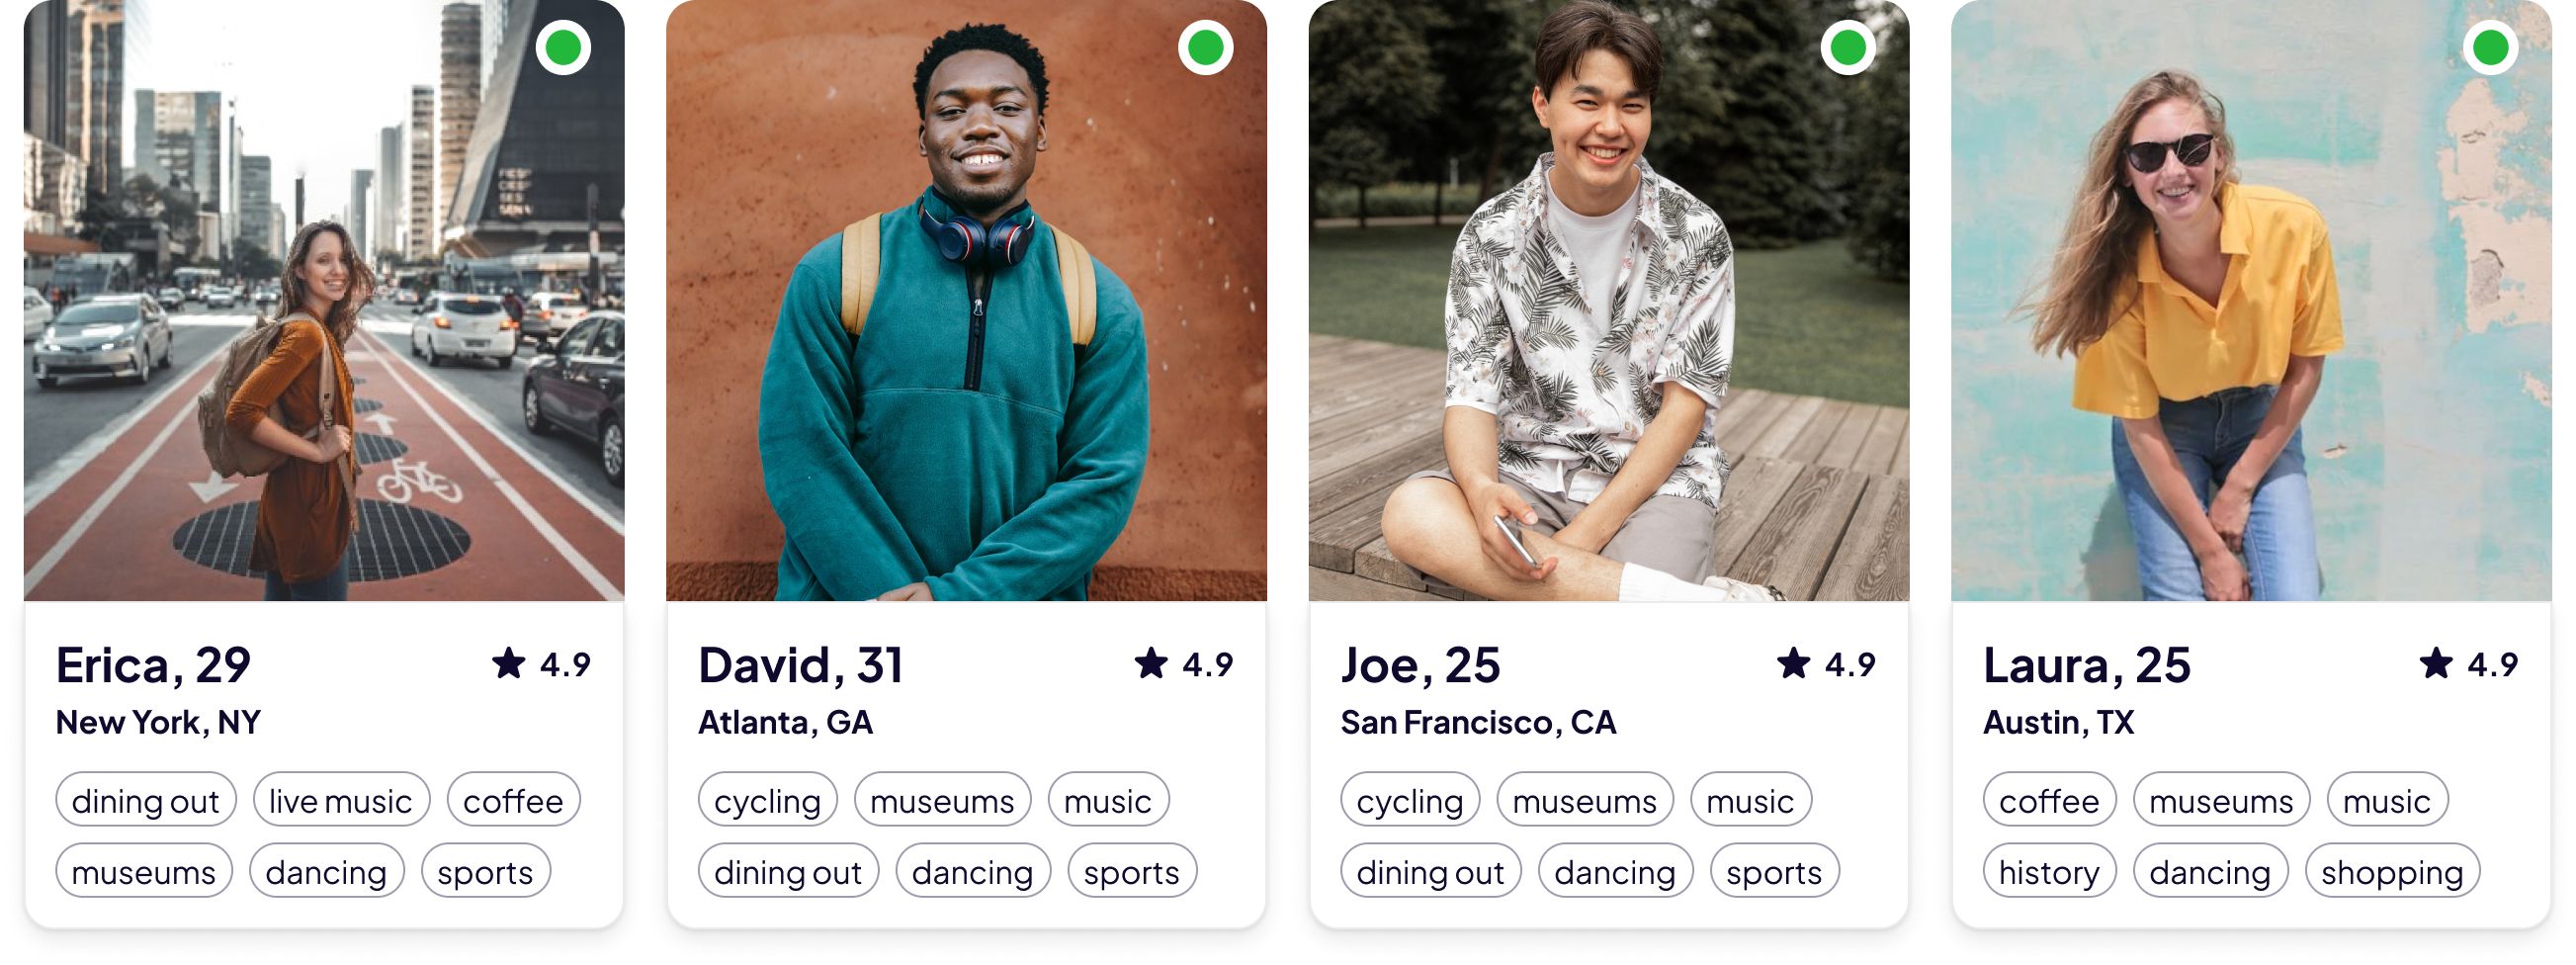 Erica, 29
★ 4.9
New York, NY
dining out
live music
coffee
museums
dancing
sports
David, 31
★ 4.9
Atlanta, GA
cycling
museums
music
dining out
dancing
sports
Joe, 25
★ 4.9
San Francisco, CA
cycling
museums
music
dining out
dancing
sports
Laura, 25
★ 4.9
Austin, TX
coffee
museums
music
history
dancing
shopping